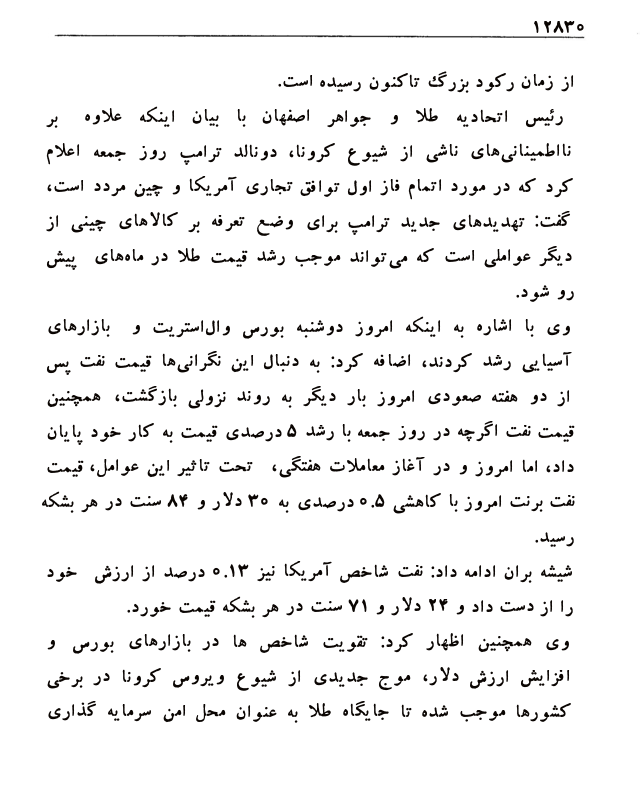 ۱۲۸۳۰
از زمان رکود بزرگ تاکنون رسیده است.
رئیس اتحادیه طلا و جواهر اصفهان با بیان اینکه علاوه بر
نااطمینانی‌های ناشی از شیوع کرونا، دونالد ترامپ روز جمعه اعلام
کرد که در مورد اتمام فاز اول توافق تجاری آمریکا و چین مردد است،
گفت: تهدیدهای جدید ترامپ برای وضع تعرفه بر کالاهای چینی از
دیگر عواملی است که می‌تواند موجب رشد قیمت طلا در ماه‌های پیش
رو شود.
وی با اشاره به اینکه امروز دوشنبه بورس وال‌استریت و بازارهای
آسیایی رشد کردند، اضافه کرد: به دنبال این نگرانی‌ها قیمت نفت پس
از دو هفته صعودی امروز بار دیگر به روند نزولی بازگشت، همچنین
قیمت نفت اگرچه در روز جمعه با رشد ۵ درصدی قیمت به کار خود پایان
داد، اما امروز و در آغاز معاملات هفتگی، تحت تاثیر این عوامل، قیمت
نفت برنت امروز با کاهشی ۰.۵ درصدی به ۳۰ دلار و ۸۴ سنت در هر بشکه
رسید.
شیشه بران ادامه داد: نفت شاخص آمریکا نیز ۰.۱۳ درصد از ارزش خود
را از دست داد و ۲۴ دلار و ۷۱ سنت در هر بشکه قیمت خورد.
وی همچنین اظهار کرد: تقویت شاخص ها در بازارهای بورس و
افزایش ارزش دلار، موج جدیدی از شیوع ویروس کرونا در برخی
کشورها موجب شده تا جایگاه طلا به عنوان محل امن سرمایه گذاری